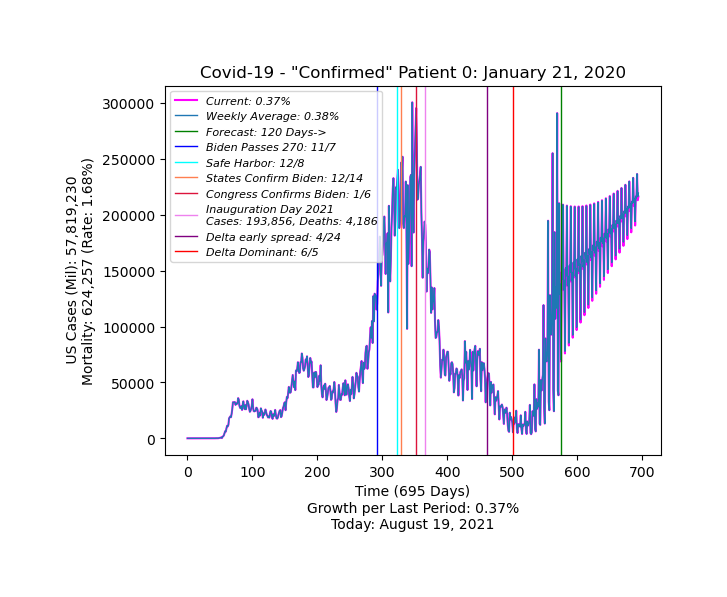 Covid-19 - "Confirmed" Patient 0: January 21, 2020
Current: 0.37%
Weekly Average: 0.38%
Forecast: 120 Days->
Biden Passes 270: 11/7
Safe Harbor: 12/8
States Confirm Biden: 12/14
Congress Confirms Biden: 1/6
Inauguration Day 2021
Cases: 193,856, Deaths: 4,186
Delta early spread: 4/24
Delta Dominant: 6/5
US Cases (Mil): 57,819,230
Mortality: 624,257 (Rate: 1.68%)
300000
250000
200000
150000
100000
50000
0
0 100 200 300 400 500 600 700
Time (695 Days)
Growth per Last Period: 0.37%
Today: August 19, 2021